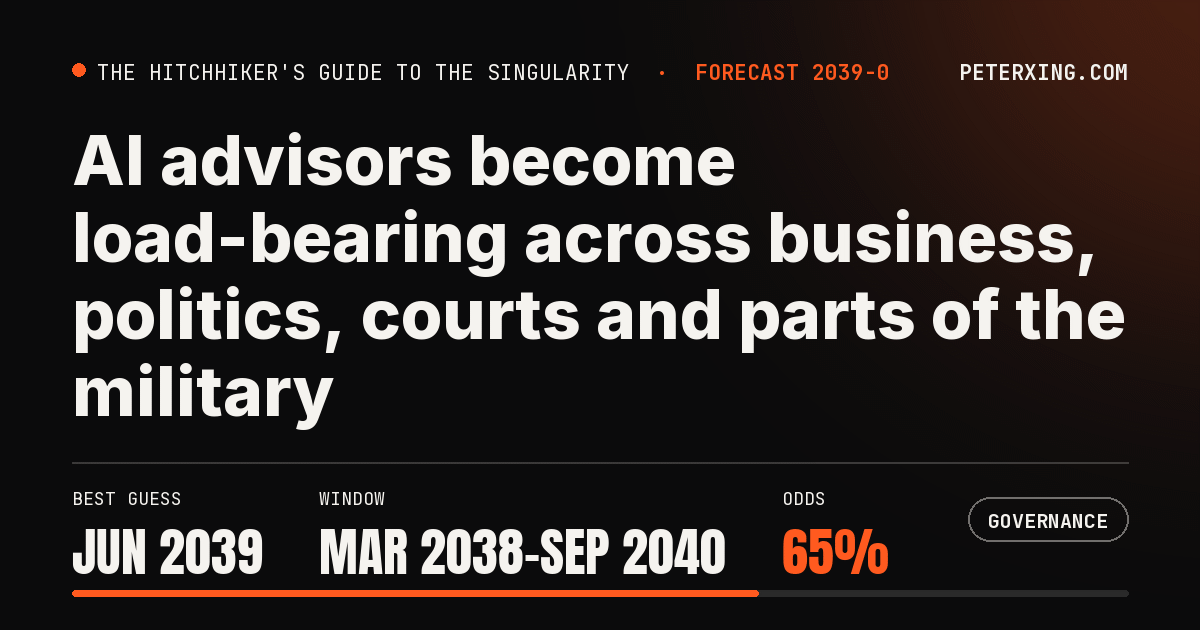 THE HITCHHIKER'S GUIDE TO THE SINGULARITY · FORECAST 2039-0 PETERXING.COM
AI advisors become
load-bearing across business,
politics, courts and parts of the
military
BEST GUESS WINDOW ODDS
JUN 2039 MAR 2038-SEP 2040 65% GOVERNANCE